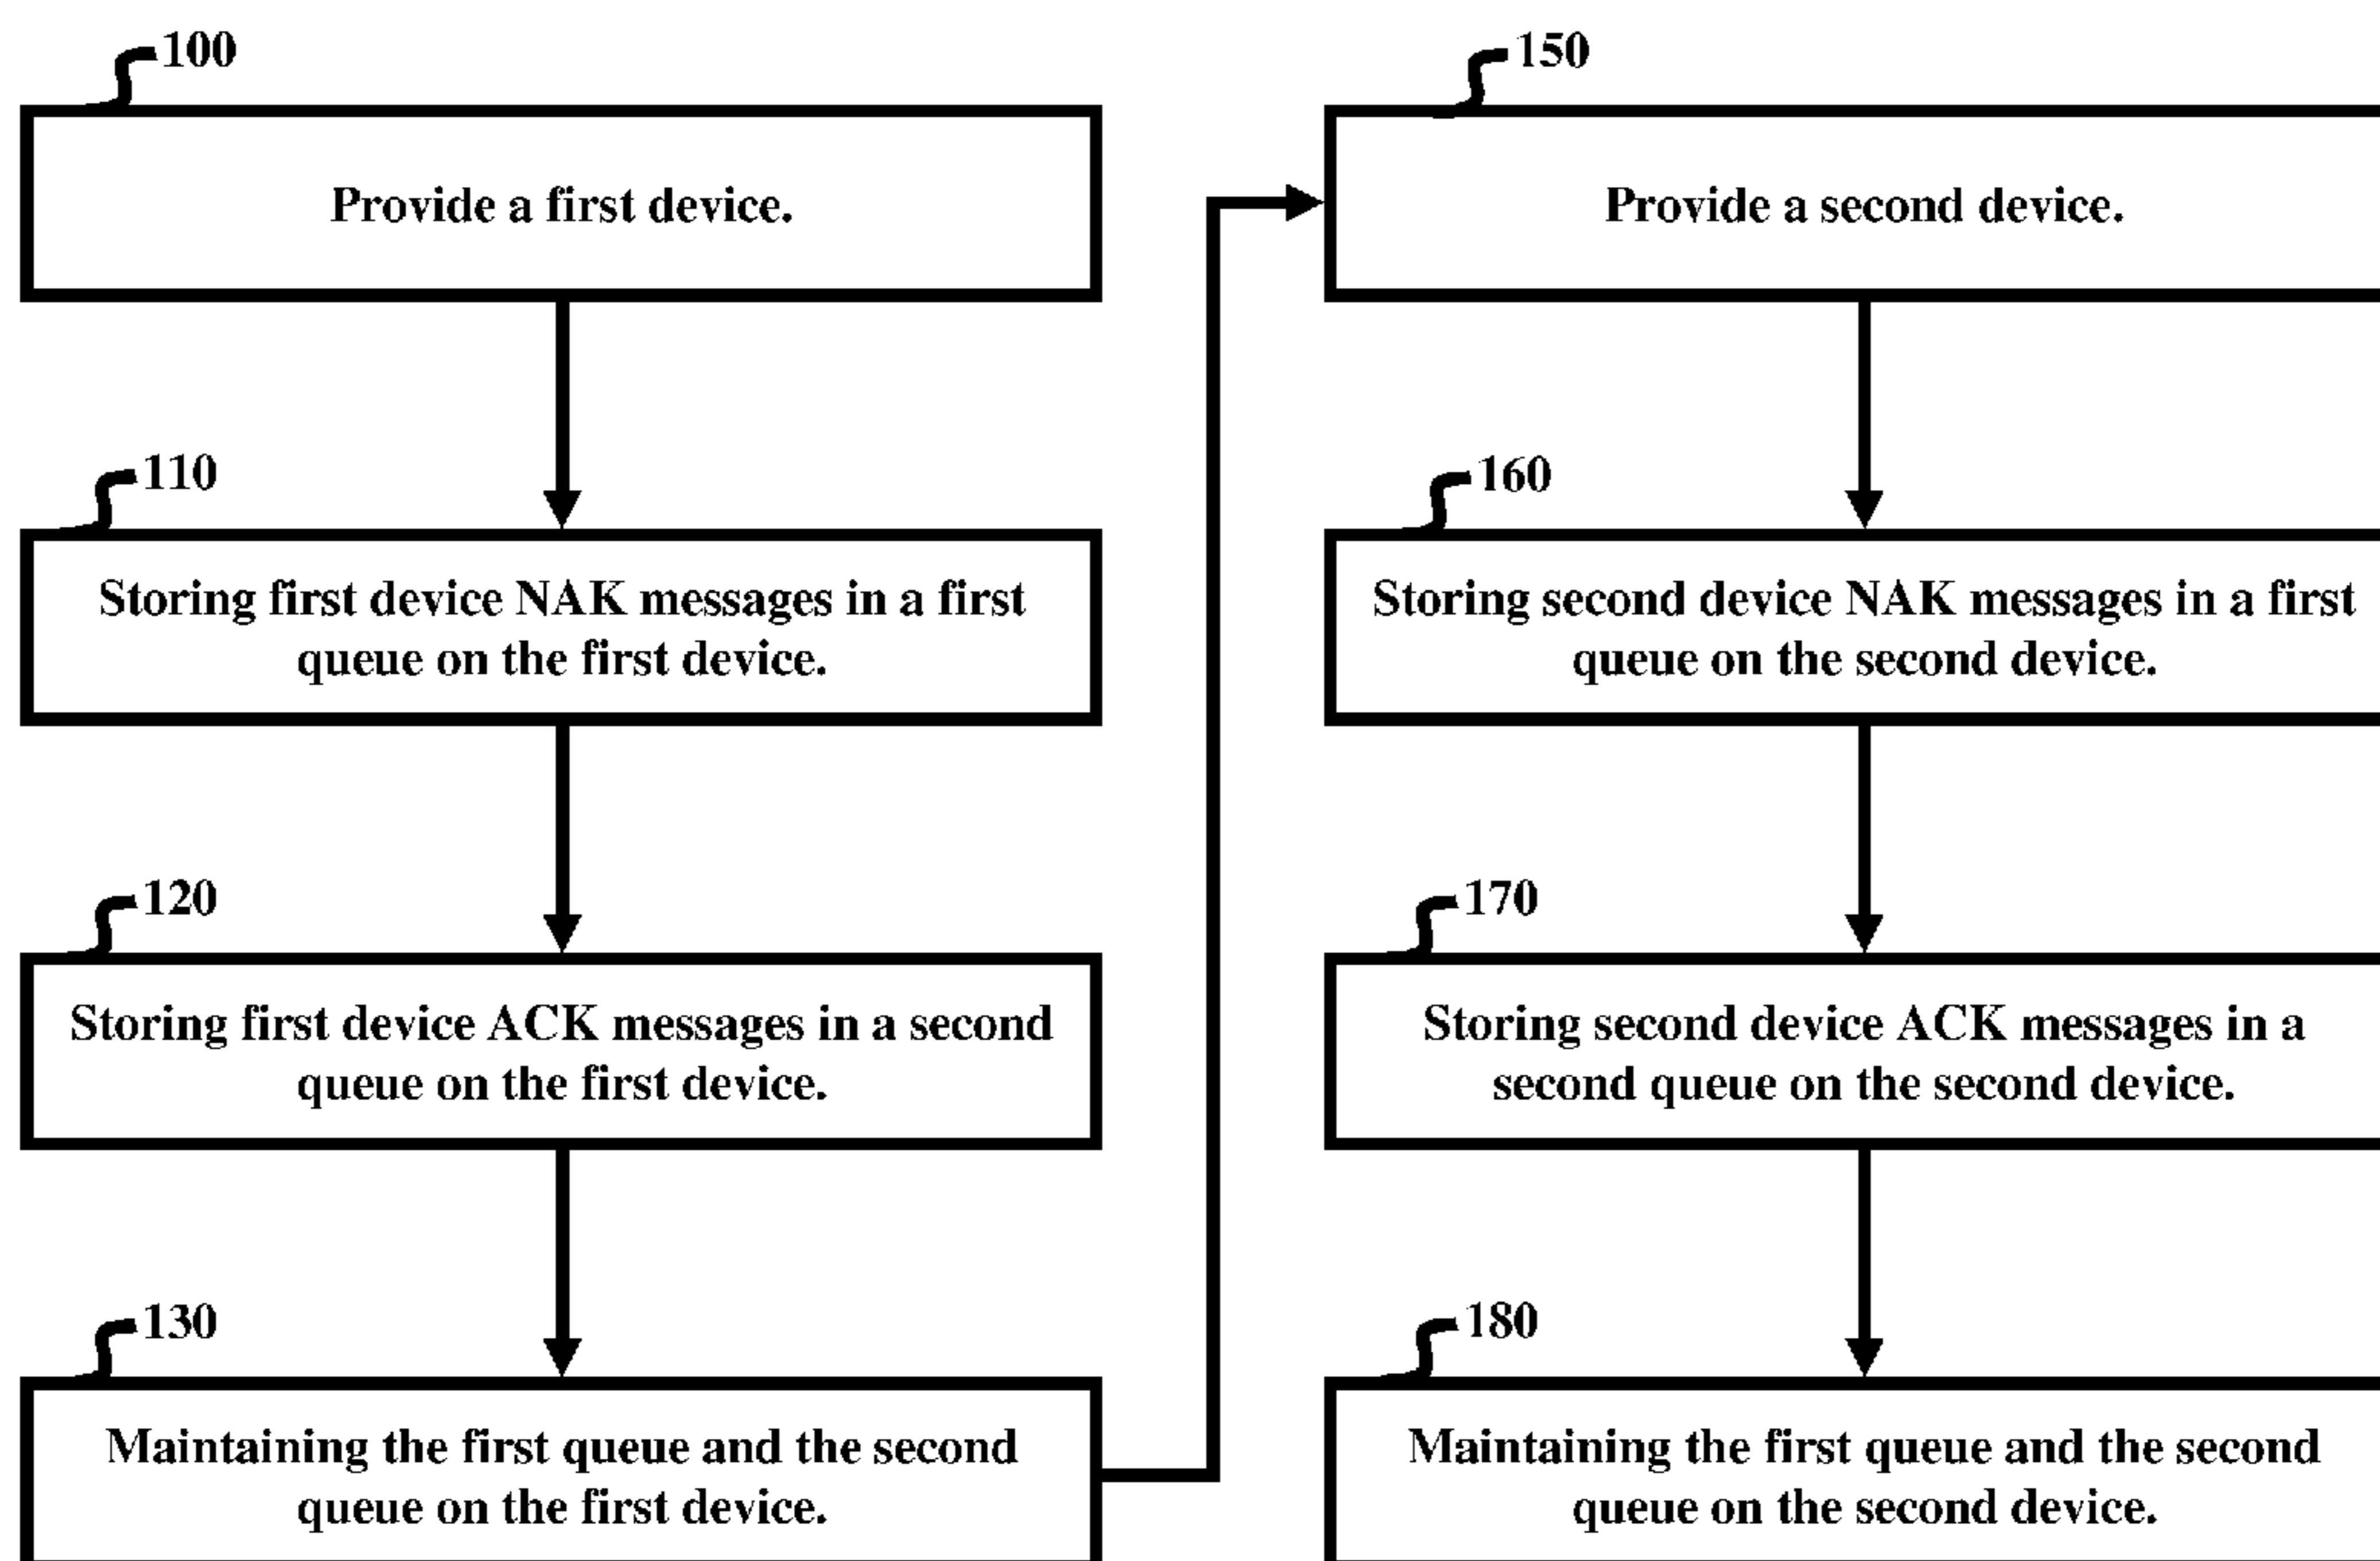 100
Provide a first device.
110
Storing first device NAK messages in a first
queue on the first device.
120
Storing first device ACK messages in a second
queue on the first device.
130
Maintaining the first queue and the second
queue on the first device.
150
Provide a second device.
160
Storing second device NAK messages in a first
queue on the second device.
170
Storing second device ACK messages in a
second queue on the second device.
180
Maintaining the first queue and the second
queue on the second device.